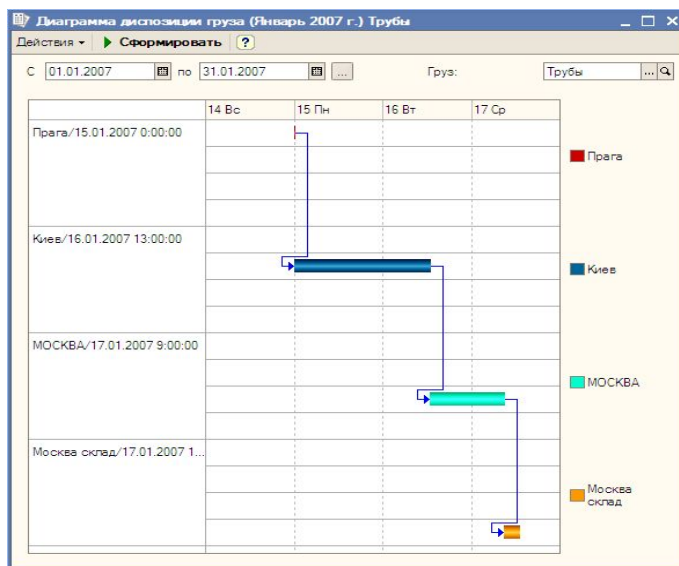 Диаграмма диспозиции груза (Январь 2007 г.) Трубы
Действия Сформировать ?
С 01.01.2007 по 31.01.2007 ... Груз: Трубы ...
14 Вс 15 Пн 16 Вт 17 Ср
Прага/15.01.2007 0:00:00
Прага
Киев/16.01.2007 13:00:00
Киев
МОСКВА/17.01.2007 9:00:00
МОСКВА
Москва склад/17.01.2007 1...
Москва
склад